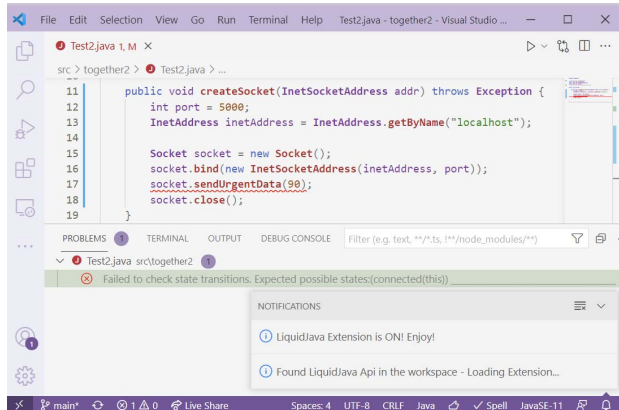 File Edit Selection View Go Run Terminal Help Test2.java - together2 - Visual Studio ...
Test2.java 1, M
src > together2 > Test2.java > ...
11 public void createSocket(InetSocketAddress addr) throws Exception {
12 int port = 5000;
13 InetAddress inetAddress = InetAddress.getByName("localhost");
14
15 Socket socket = new Socket();
16 socket.bind(new InetSocketAddress(inetAddress, port));
17 socket.sendUrgentData(90);
18 socket.close();
19 }
PROBLEMS 1 TERMINAL OUTPUT DEBUG CONSOLE Filter (e.g. text, **/*.ts, !**/node_modules/**)
Test2.java src\together2 1
Failed to check state transitions. Expected possible states:(connected(this))
NOTIFICATIONS
LiquidJava Extension is ON! Enjoy!
Found LiquidJava Api in the workspace - Loading Extension...
1
main* 1 0 Live Share Spaces: 4 UTF-8 CRLF Java Spell JavaSE-11